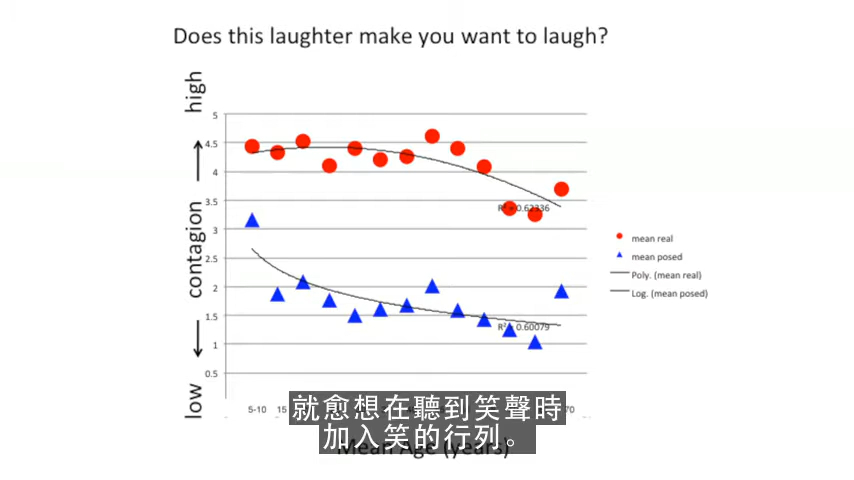 Does this laughter make you want to laugh?
high
contagion
low
5
4.5
4
3.5
3
2.5
2
1.5
1
0.5
R² = 0.62336
R² = 0.60079
mean real
mean posed
Poly. (mean real)
Log. (mean posed)
5-10 15 70
就愈想在聽到笑聲時
加入笑的行列。
Mean Age (years)